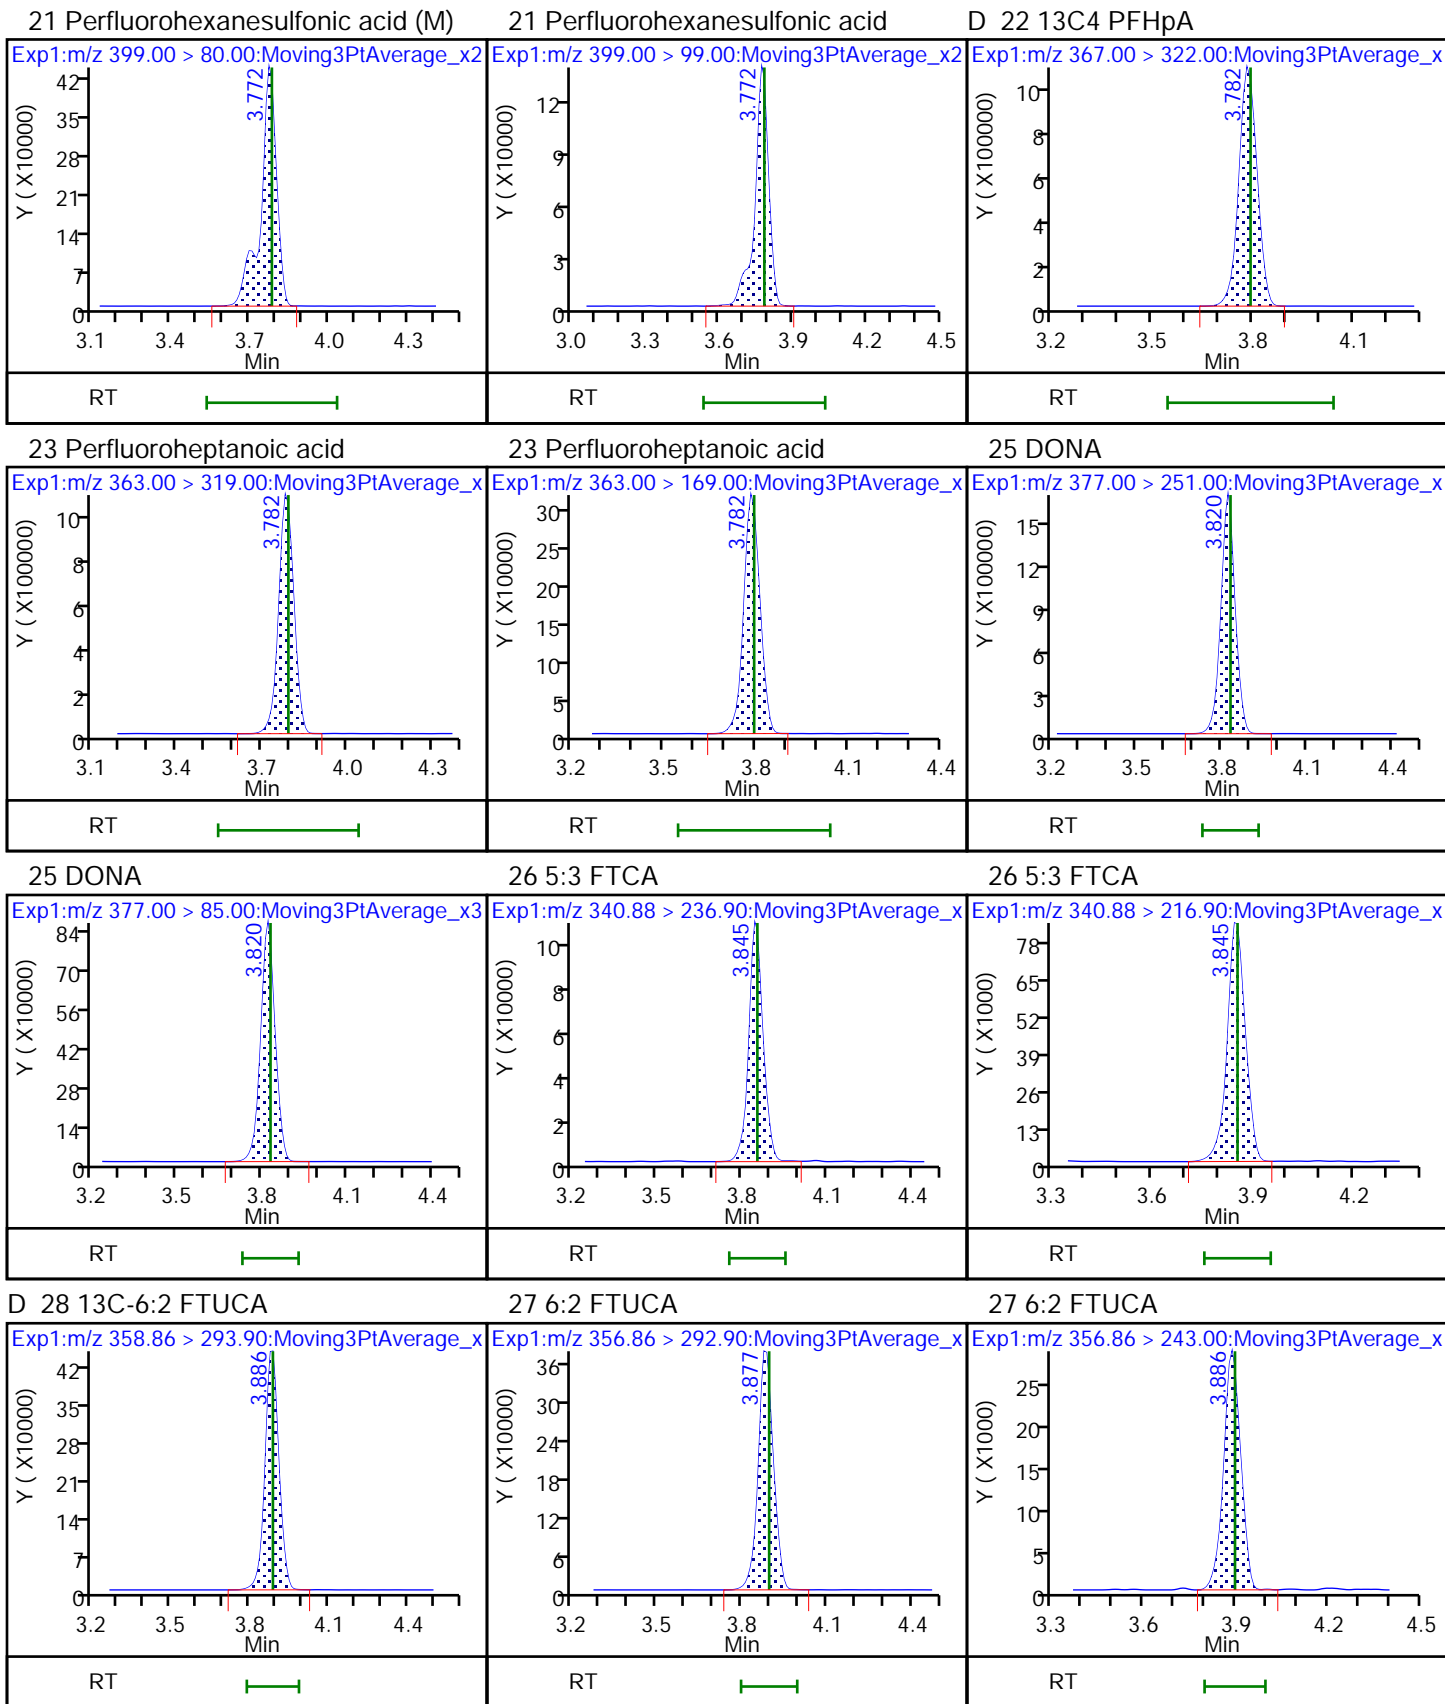 21 Perfluorohexanesulfonic acid (M)
Exp1:m/z 399.00 > 80.00:Moving3PtAverage_x2
3.772
Y ( X10000)
42
35
28
21
14
7
0
3.1 3.4 3.7 4.0 4.3
Min
RT
21 Perfluorohexanesulfonic acid
Exp1:m/z 399.00 > 99.00:Moving3PtAverage_x2
3.772
Y ( X100000)
12
9
6
3
0
3.0 3.3 3.6 3.9 4.2 4.5
Min
RT
D 22 13C4 PFHpA
Exp1:m/z 367.00 > 322.00:Moving3PtAverage_x
3.782
Y ( X100000)
10
8
6
4
2
0
3.2 3.5 3.8 4.1
Min
RT
23 Perfluoroheptanoic acid
Exp1:m/z 363.00 > 319.00:Moving3PtAverage_x
3.782
Y ( X100000)
10
8
6
4
2
0
3.1 3.4 3.7 4.0 4.3
Min
RT
23 Perfluoroheptanoic acid
Exp1:m/z 363.00 > 169.00:Moving3PtAverage_x
3.782
Y ( X10000)
30
25
20
15
10
5
0
3.2 3.5 3.8 4.1 4.4
Min
RT
25 DONA
Exp1:m/z 377.00 > 251.00:Moving3PtAverage_x
3.820
Y ( X100000)
15
12
9
6
3
0
3.2 3.5 3.8 4.1 4.4
Min
RT
25 DONA
Exp1:m/z 377.00 > 85.00:Moving3PtAverage_x3
3.820
Y ( X10000)
84
70
56
42
28
14
0
3.2 3.5 3.8 4.1 4.4
Min
RT
26 5:3 FTCA
Exp1:m/z 340.88 > 236.90:Moving3PtAverage_x
3.845
Y ( X10000)
10
8
6
4
2
0
3.2 3.5 3.8 4.1 4.4
Min
RT
26 5:3 FTCA
Exp1:m/z 340.88 > 216.90:Moving3PtAverage_x
3.845
Y ( X1000)
78
65
52
39
26
13
0
3.3 3.6 3.9 4.2
Min
RT
D 28 13C-6:2 FTUCA
Exp1:m/z 358.86 > 293.90:Moving3PtAverage_x
3.886
Y ( X10000)
42
35
28
21
14
7
0
3.2 3.5 3.8 4.1 4.4
Min
RT
27 6:2 FTUCA
Exp1:m/z 356.86 > 292.90:Moving3PtAverage_x
3.877
Y ( X10000)
36
30
24
18
12
6
0
3.2 3.5 3.8 4.1 4.4
Min
RT
27 6:2 FTUCA
Exp1:m/z 356.86 > 243.00:Moving3PtAverage_x
3.886
Y ( X1000)
25
20
15
10
5
0
3.3 3.6 3.9 4.2 4.5
Min
RT